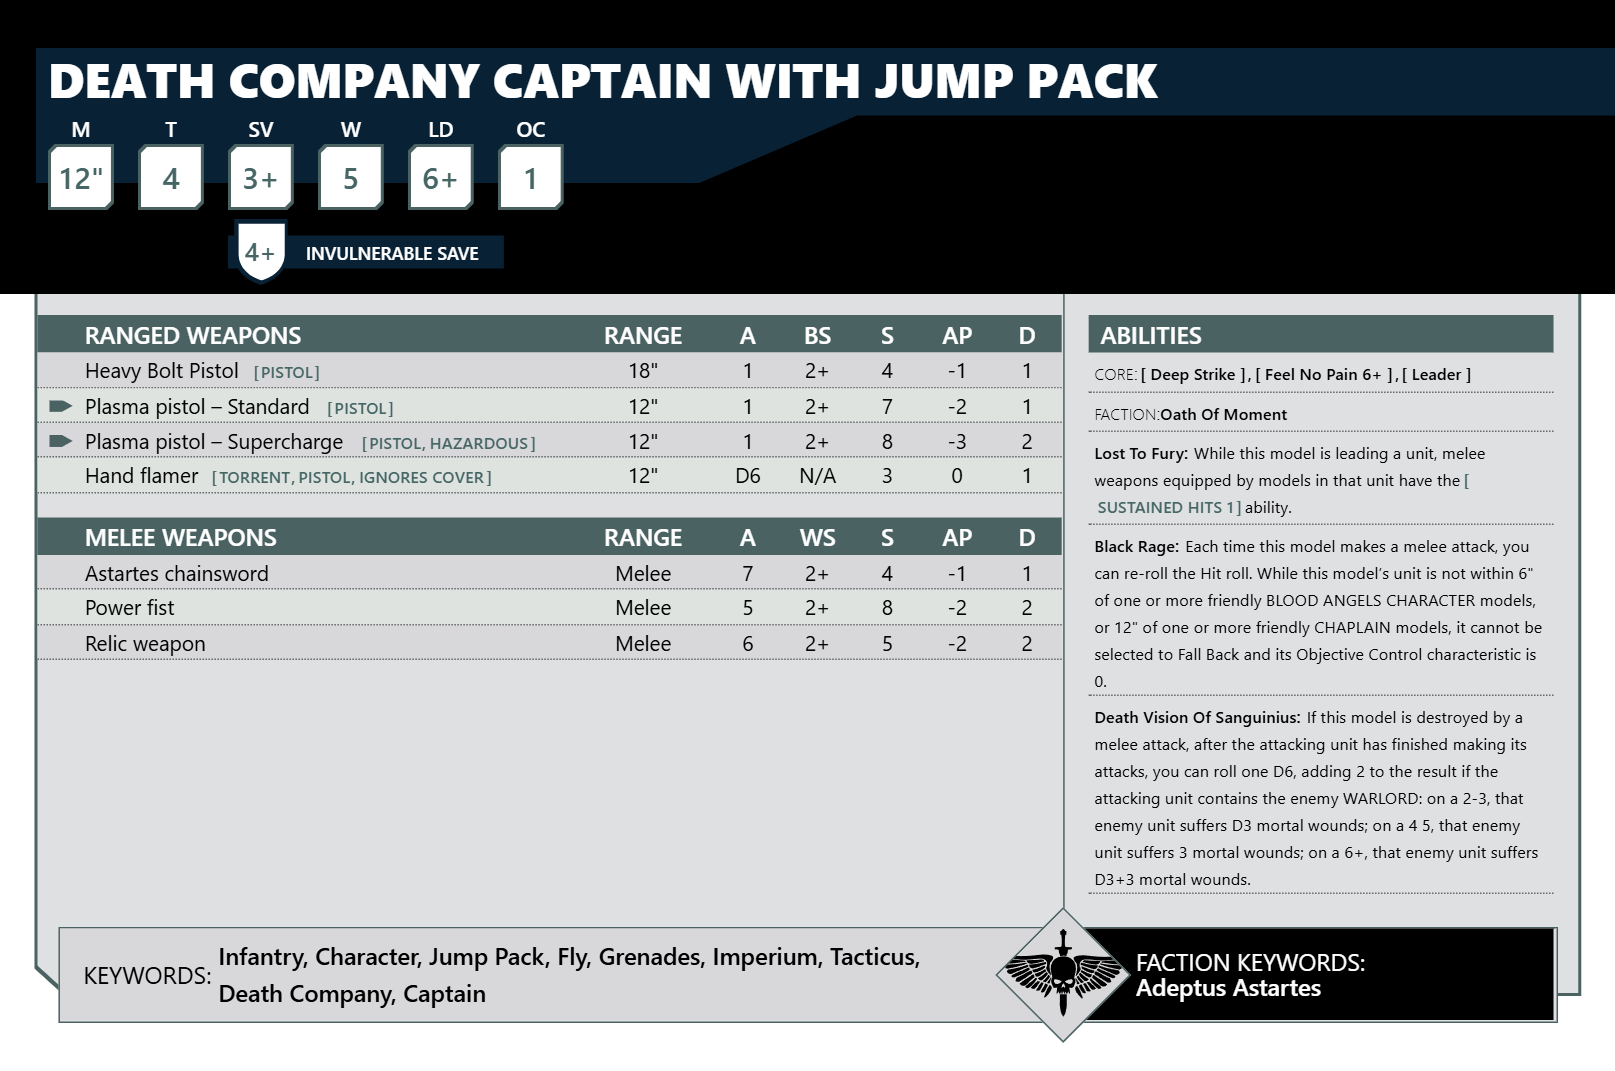 DEATH COMPANY CAPTAIN WITH JUMP PACK
M T SV W LD OC
12" 4 3+ 5 6+ 1
4+ INVULNERABLE SAVE
RANGED WEAPONS RANGE A BS S AP D
Heavy Bolt Pistol [PISTOL] 18" 1 2+ 4 -1 1
Plasma pistol – Standard [PISTOL] 12" 1 2+ 7 -2 1
Plasma pistol – Supercharge [PISTOL, HAZARDOUS] 12" 1 2+ 8 -3 2
Hand flamer [TORRENT, PISTOL, IGNORES COVER] 12" D6 N/A 3 0 1
MELEE WEAPONS RANGE A WS S AP D
Astartes chainsword Melee 7 2+ 4 -1 1
Power fist Melee 5 2+ 8 -2 2
Relic weapon Melee 6 2+ 5 -2 2
ABILITIES
CORE: [ Deep Strike ], [ Feel No Pain 6+ ], [ Leader ]
FACTION:Oath Of Moment
Lost To Fury: While this model is leading a unit, melee
weapons equipped by models in that unit have the [
SUSTAINED HITS 1] ability.
Black Rage: Each time this model makes a melee attack, you
can re-roll the Hit roll. While this model's unit is not within 6"
of one or more friendly BLOOD ANGELS CHARACTER models,
or 12" of one or more friendly CHAPLAIN models, it cannot be
selected to Fall Back and its Objective Control characteristic is
0.
Death Vision Of Sanguinius: If this model is destroyed by a
melee attack, after the attacking unit has finished making its
attacks, you can roll one D6, adding 2 to the result if the
attacking unit contains the enemy WARLORD: on a 2-3, that
enemy unit suffers D3 mortal wounds; on a 4 5, that enemy
unit suffers 3 mortal wounds; on a 6+, that enemy unit suffers
D3+3 mortal wounds.
KEYWORDS: Infantry, Character, Jump Pack, Fly, Grenades, Imperium, Tacticus,
Death Company, Captain
FACTION KEYWORDS:
Adeptus Astartes